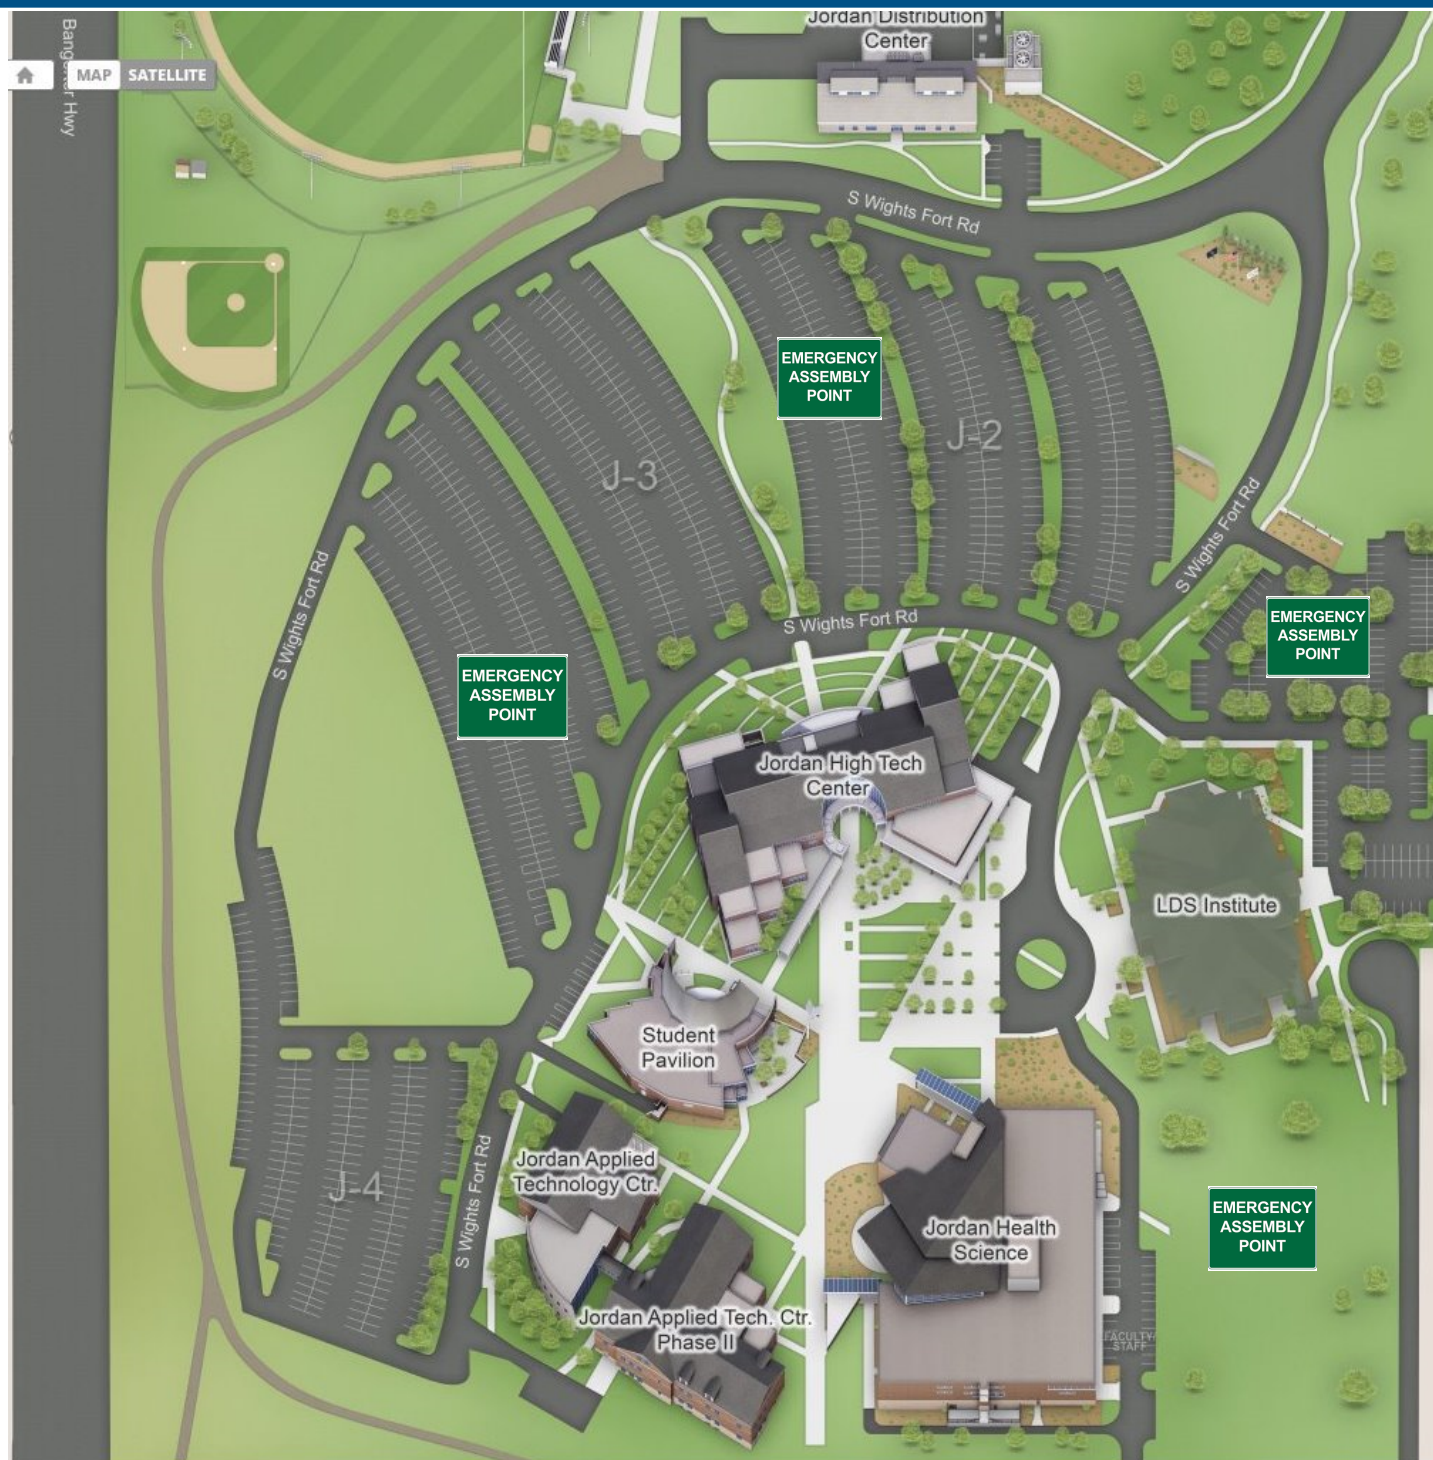 Jordan Distribution
Center
Bangerter Hwy
MAP
SATELLITE
S Wights Fort Rd
EMERGENCY
ASSEMBLY
POINT
J-2
J-3
S Wights Fort Rd
S Wights Fort Rd
S Wights Fort Rd
EMERGENCY
ASSEMBLY
POINT
EMERGENCY
ASSEMBLY
POINT
Jordan High Tech
Center
LDS Institute
Student
Pavilion
Jordan Applied
Technology Ctr.
J-4
S Wights Fort Rd
Jordan Health
Science
EMERGENCY
ASSEMBLY
POINT
Jordan Applied Tech. Ctr.
Phase II
FACULTY/
STAFF